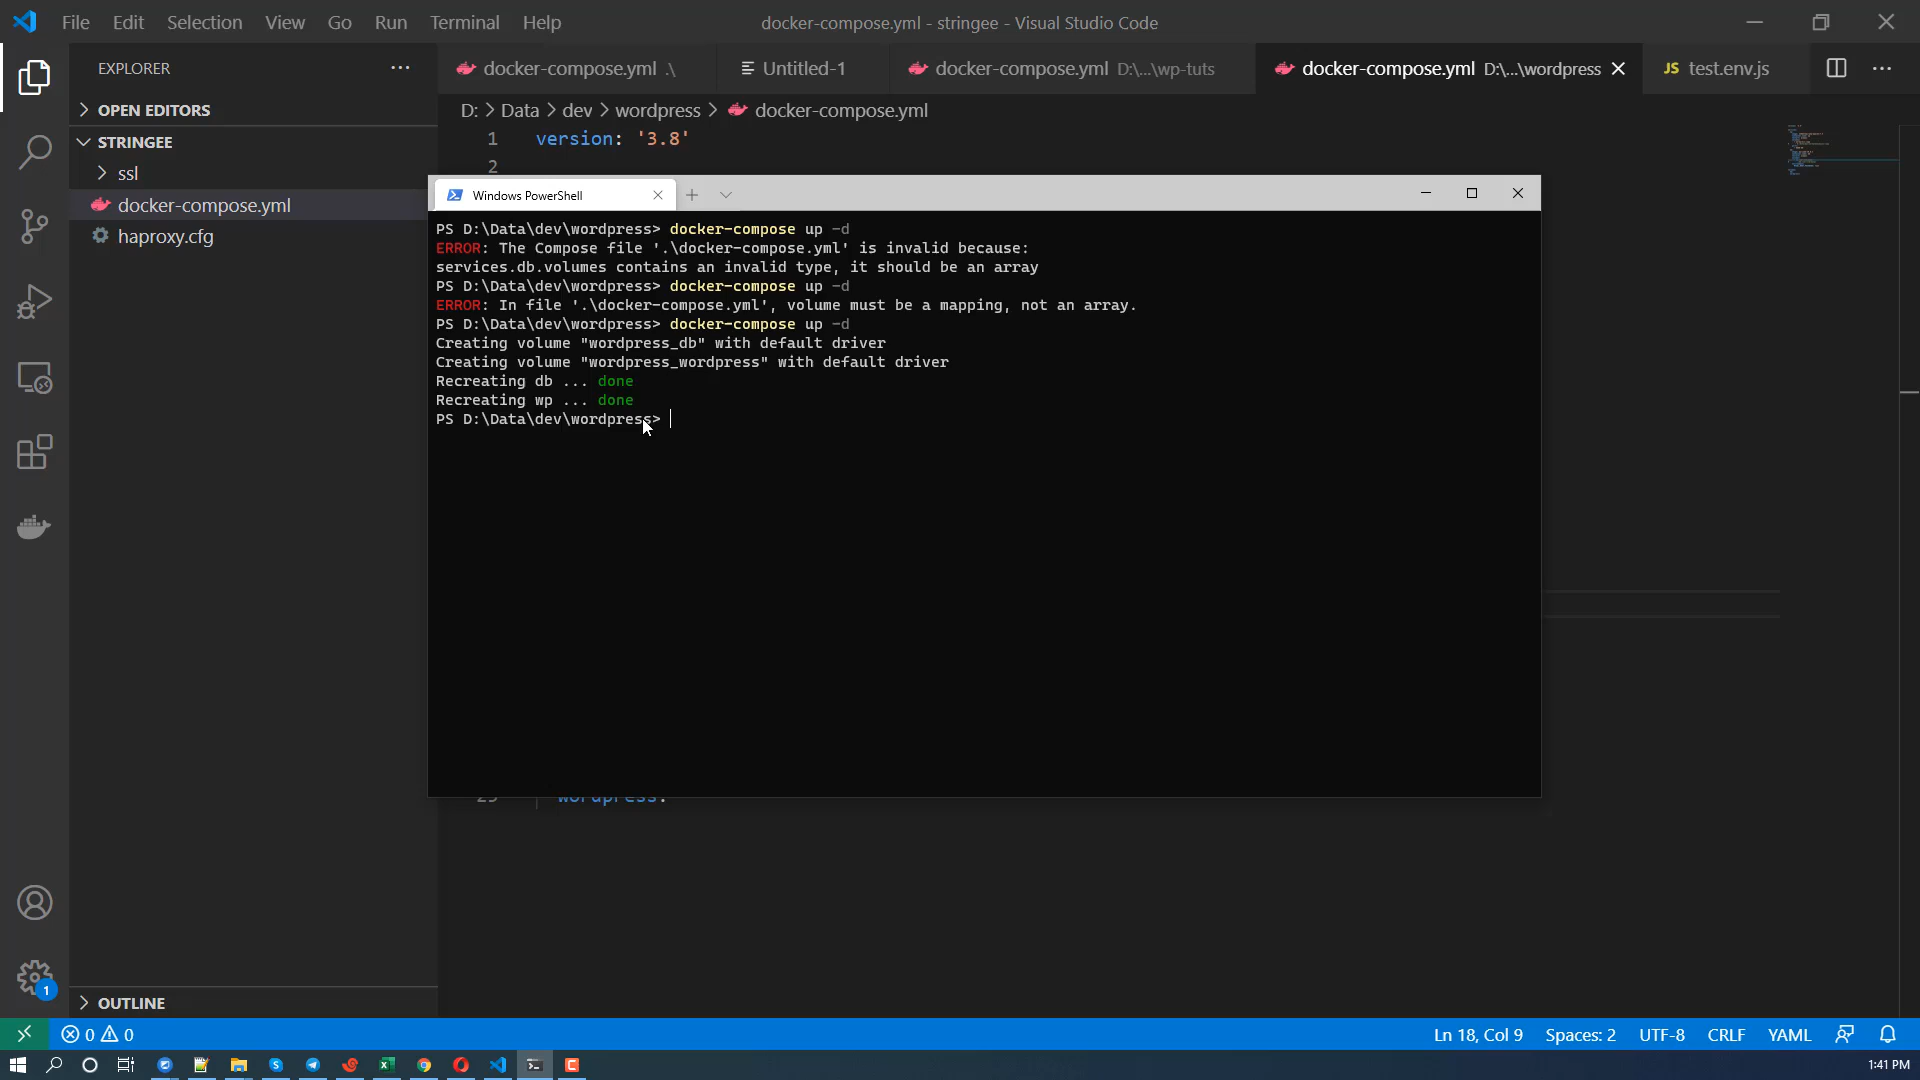 File Edit Selection View Go Run Terminal Help
docker-compose.yml - stringee - Visual Studio Code
EXPLORER
docker-compose.yml .\
Untitled-1
docker-compose.yml D:\...\wp-tuts
docker-compose.yml D:\...\wordpress
JS test.env.js
OPEN EDITORS
D: > Data > dev > wordpress > docker-compose.yml
STRINGEE
1 version: '3.8'
2
ssl
docker-compose.yml
haproxy.cfg
Windows PowerShell
PS D:\Data\dev\wordpress> docker-compose up -d
ERROR: The Compose file '.\docker-compose.yml' is invalid because:
services.db.volumes contains an invalid type, it should be an array
PS D:\Data\dev\wordpress> docker-compose up -d
ERROR: In file '.\docker-compose.yml', volume must be a mapping, not an array.
PS D:\Data\dev\wordpress> docker-compose up -d
Creating volume "wordpress_db" with default driver
Creating volume "wordpress_wordpress" with default driver
Recreating db ... done
Recreating wp ... done
PS D:\Data\dev\wordpress>
wordpress:
1
OUTLINE
0 0
Ln 18, Col 9 Spaces: 2 UTF-8 CRLF YAML
1:41 PM